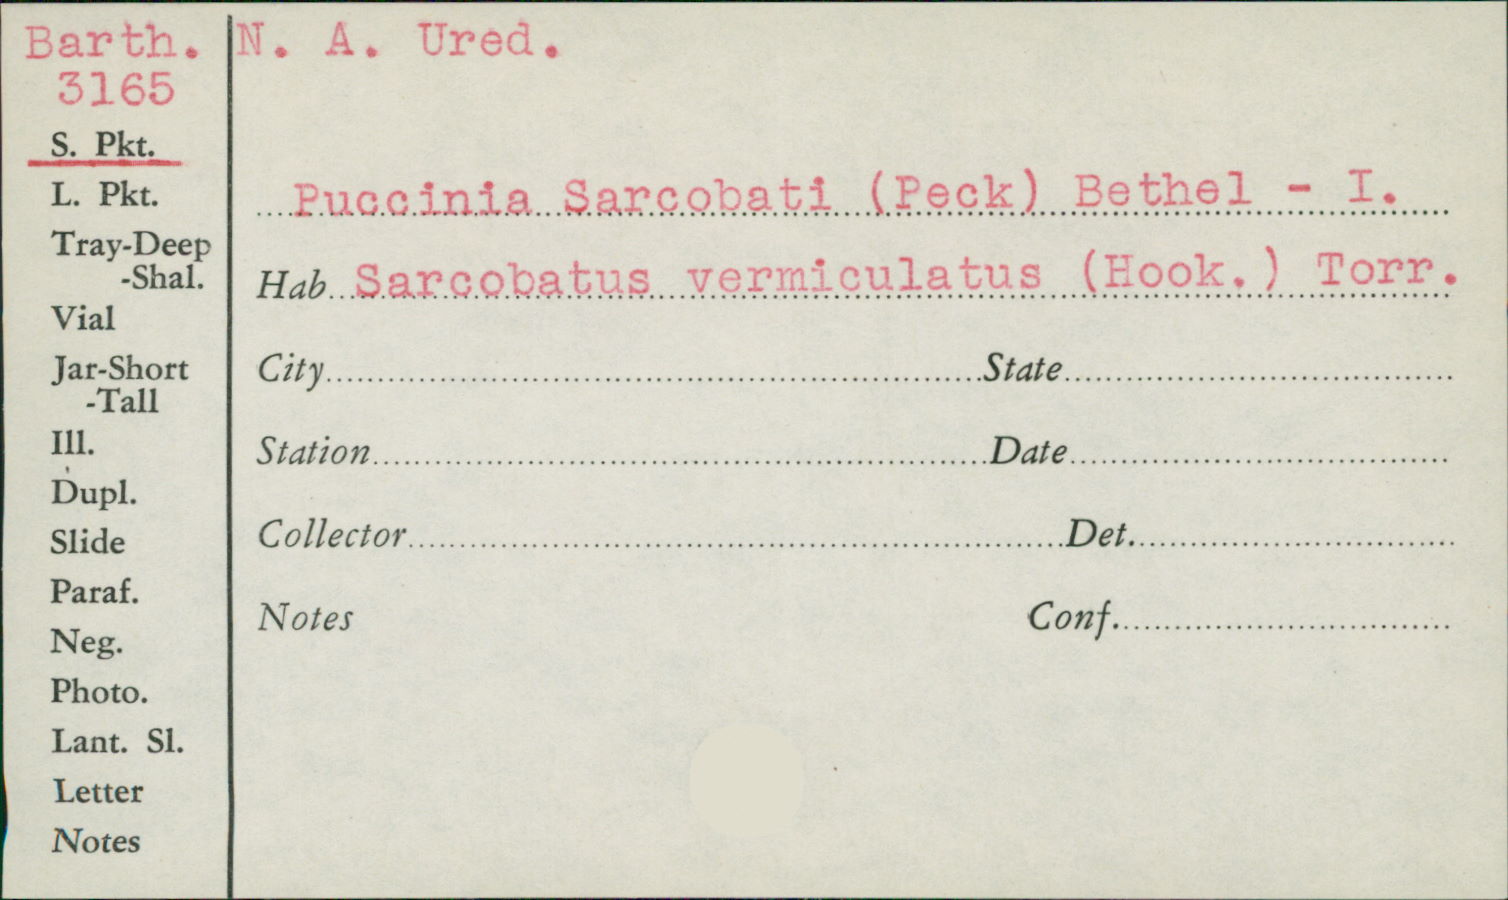 Barth. N. A. Ured.
3165
S. Pkt.
L. Pkt.
Tray-Deep
-Shal.
Vial
Jar-Short
-Tall
Ill.
Dupl.
Slide
Paraf.
Neg.
Photo.
Lant. Sl.
Letter
Notes
Puccinia Sarcobati (Peck) Bethel - I.
Hab Sarcobatus vermiculatus (Hook.) Torr.
City State
Station Date
Collector Det.
Notes Conf.